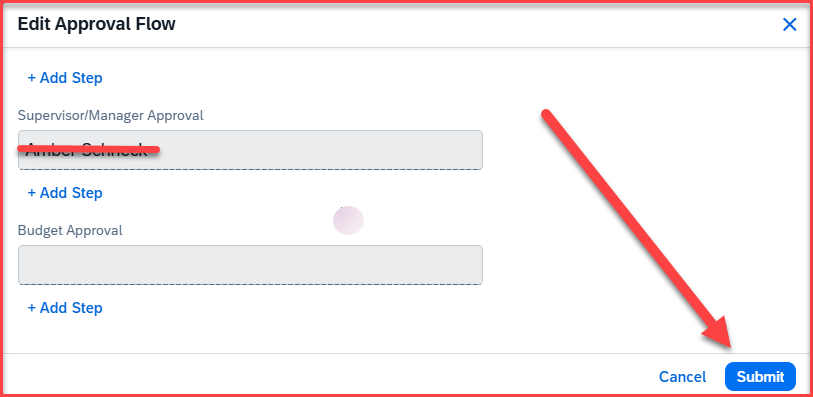 Edit Approval Flow
+ Add Step
Supervisor/Manager Approval
+ Add Step
Budget Approval
+ Add Step
Cancel
Submit